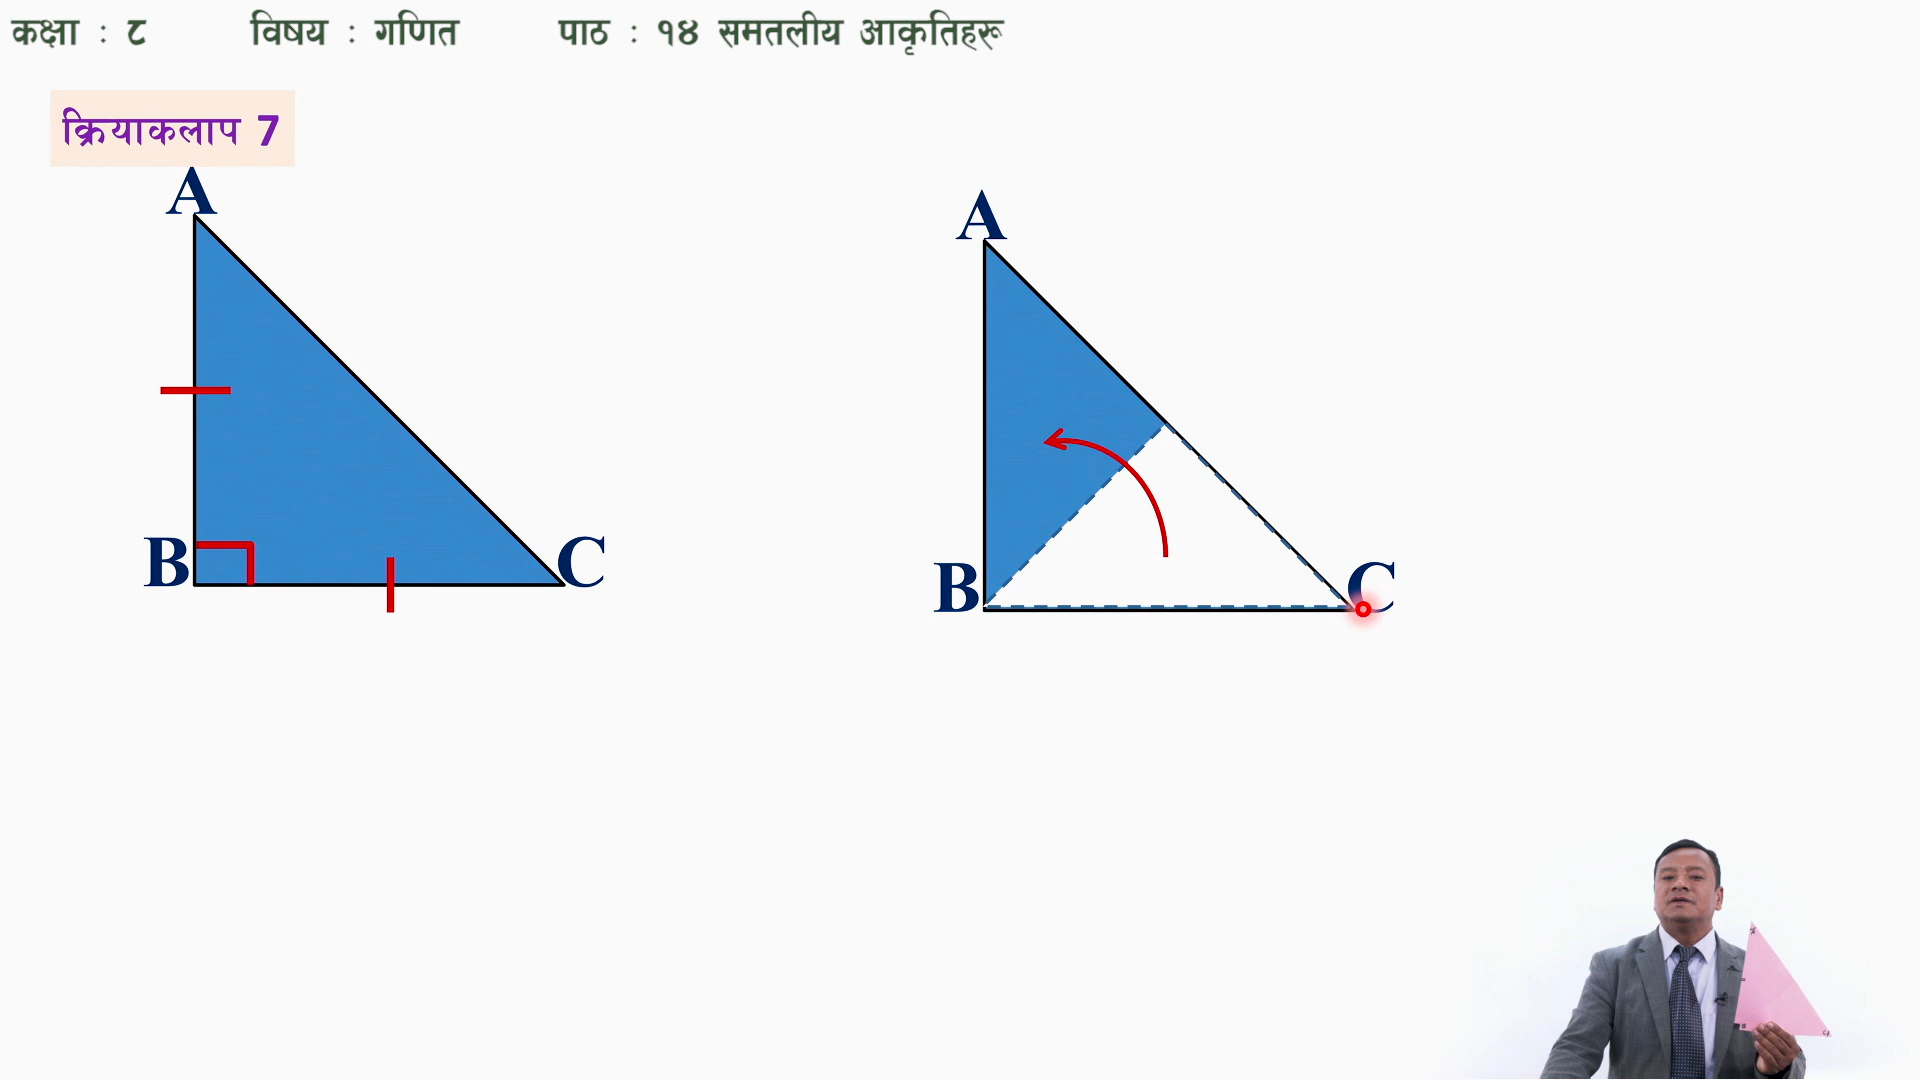 कक्षा : ८ विषय : गणित पाठ : १४ समतलीय आकृतिहरू
क्रियाकलाप 7
A
B
C
A
B
C